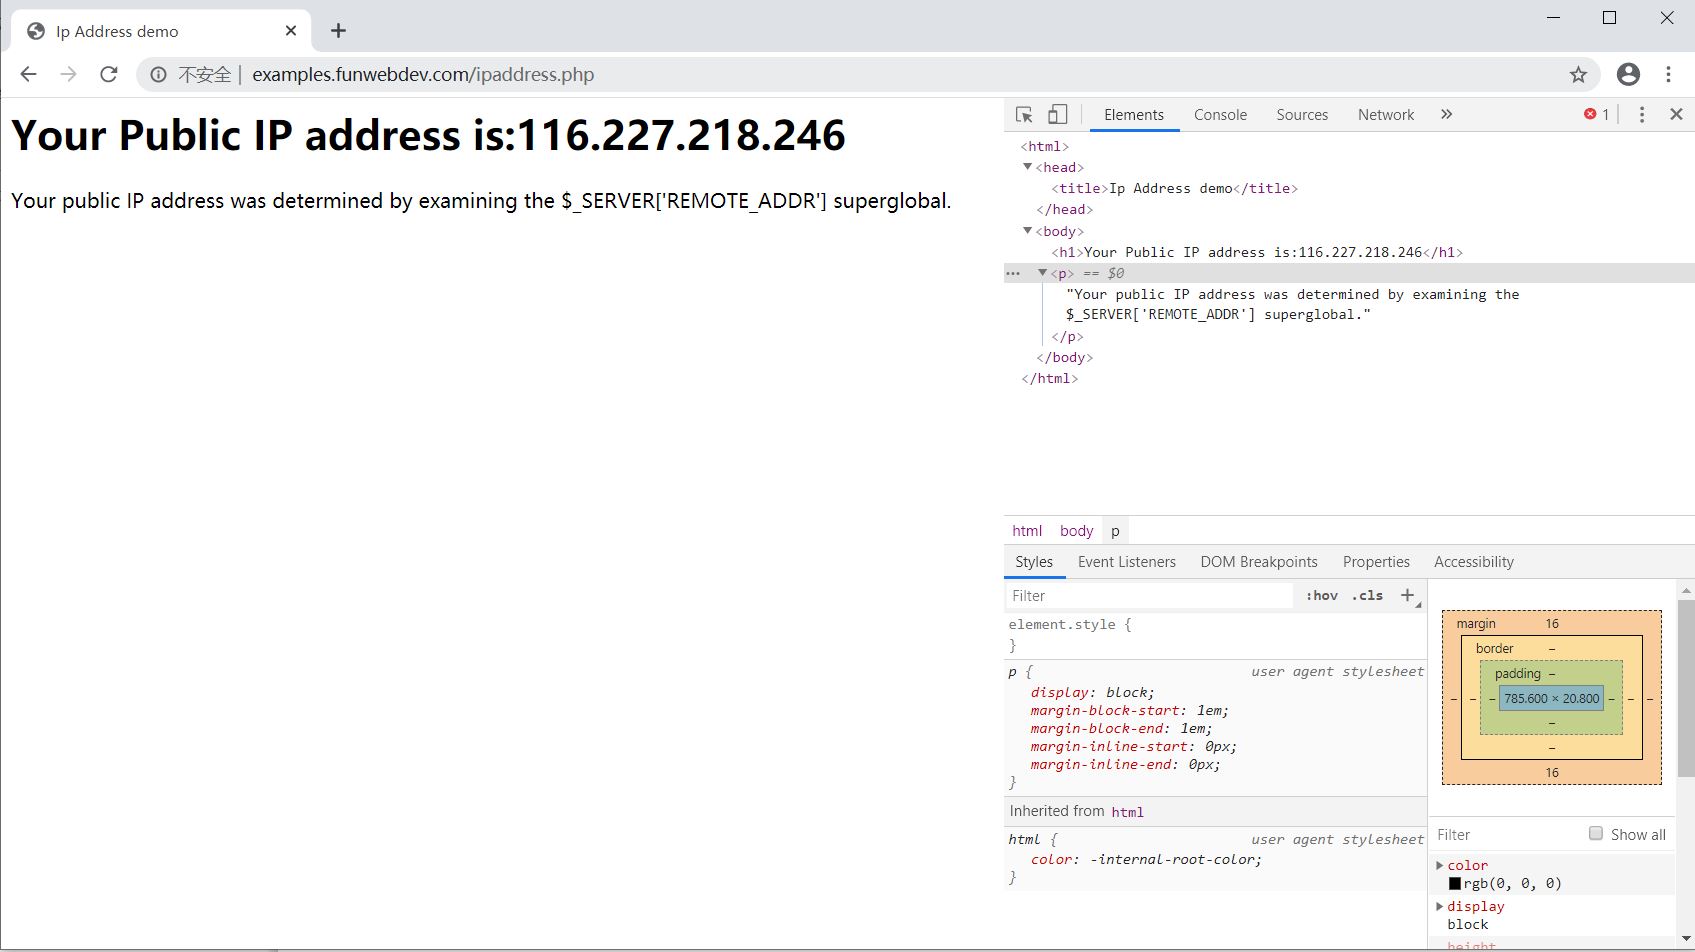 Ip Address demo
不安全 | examples.funwebdev.com/ipaddress.php
Your Public IP address is:116.227.218.246
Your public IP address was determined by examining the $_SERVER['REMOTE_ADDR'] superglobal.
Elements Console Sources Network » 1
<html>
<head>
<title>Ip Address demo</title>
</head>
<body>
<h1>Your Public IP address is:116.227.218.246</h1>
<p> == $0
"Your public IP address was determined by examining the
$_SERVER['REMOTE_ADDR'] superglobal."
</p>
</body>
</html>
html body p
Styles Event Listeners DOM Breakpoints Properties Accessibility
Filter :hov .cls +
element.style {
}
p { user agent stylesheet
display: block;
margin-block-start: 1em;
margin-block-end: 1em;
margin-inline-start: 0px;
margin-inline-end: 0px;
}
Inherited from html
html { user agent stylesheet
color: -internal-root-color;
}
margin 16
border –
padding –
– – – 785.600 × 20.800 – – –
–
–
16
Filter Show all
color
rgb(0, 0, 0)
display
block
height